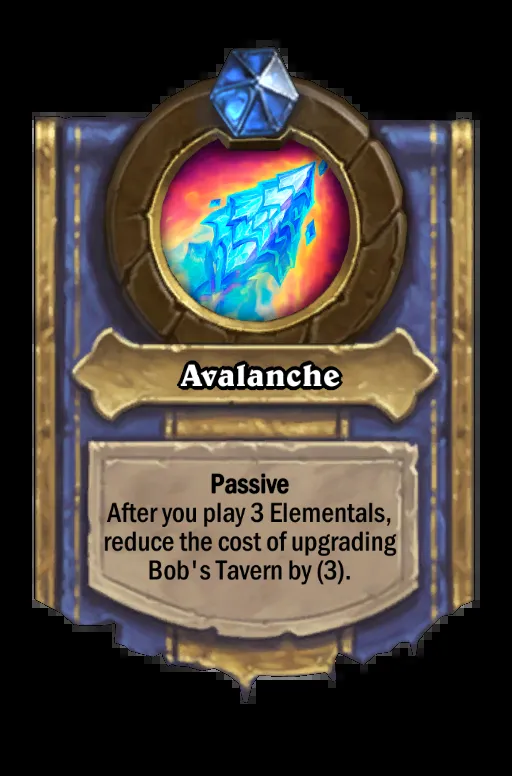 Avalanche
Passive
After you play 3 Elementals,
reduce the cost of upgrading
Bob's Tavern by (3).